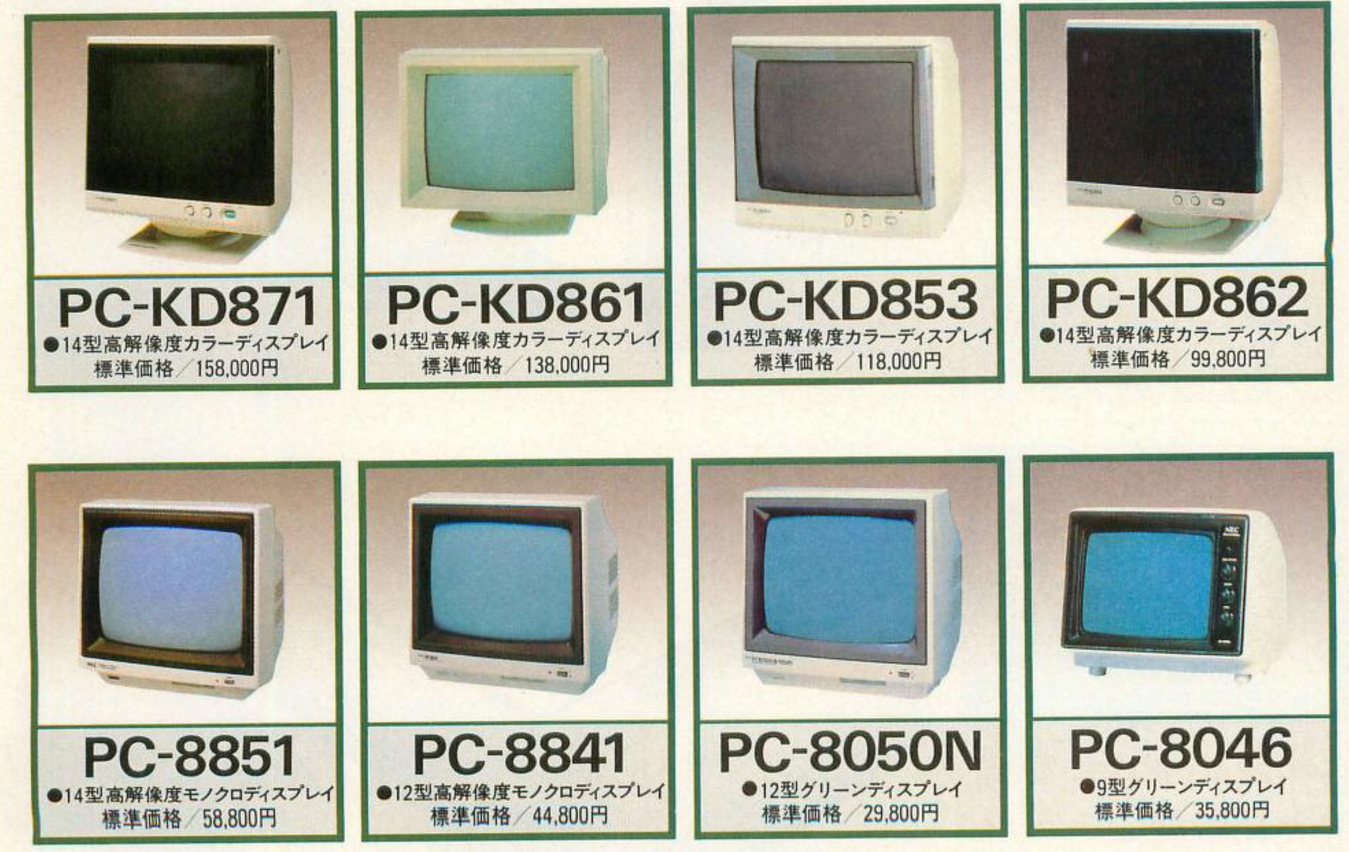 PC-KD871
●14型高解像度カラーディスプレイ
標準価格/158,000円
PC-KD861
●14型高解像度カラーディスプレイ
標準価格/138,000円
PC-KD853
●14型高解像度カラーディスプレイ
標準価格/118,000円
PC-KD862
●14型高解像度カラーディスプレイ
標準価格/99,800円
PC-8851
●14型高解像度モノクロディスプレイ
標準価格/58,800円
PC-8841
●12型高解像度モノクロディスプレイ
標準価格/44,800円
PC-8050N
●12型グリーンディスプレイ
標準価格/29,800円
NEC
PC-8046
●9型グリーンディスプレイ
標準価格/35,800円